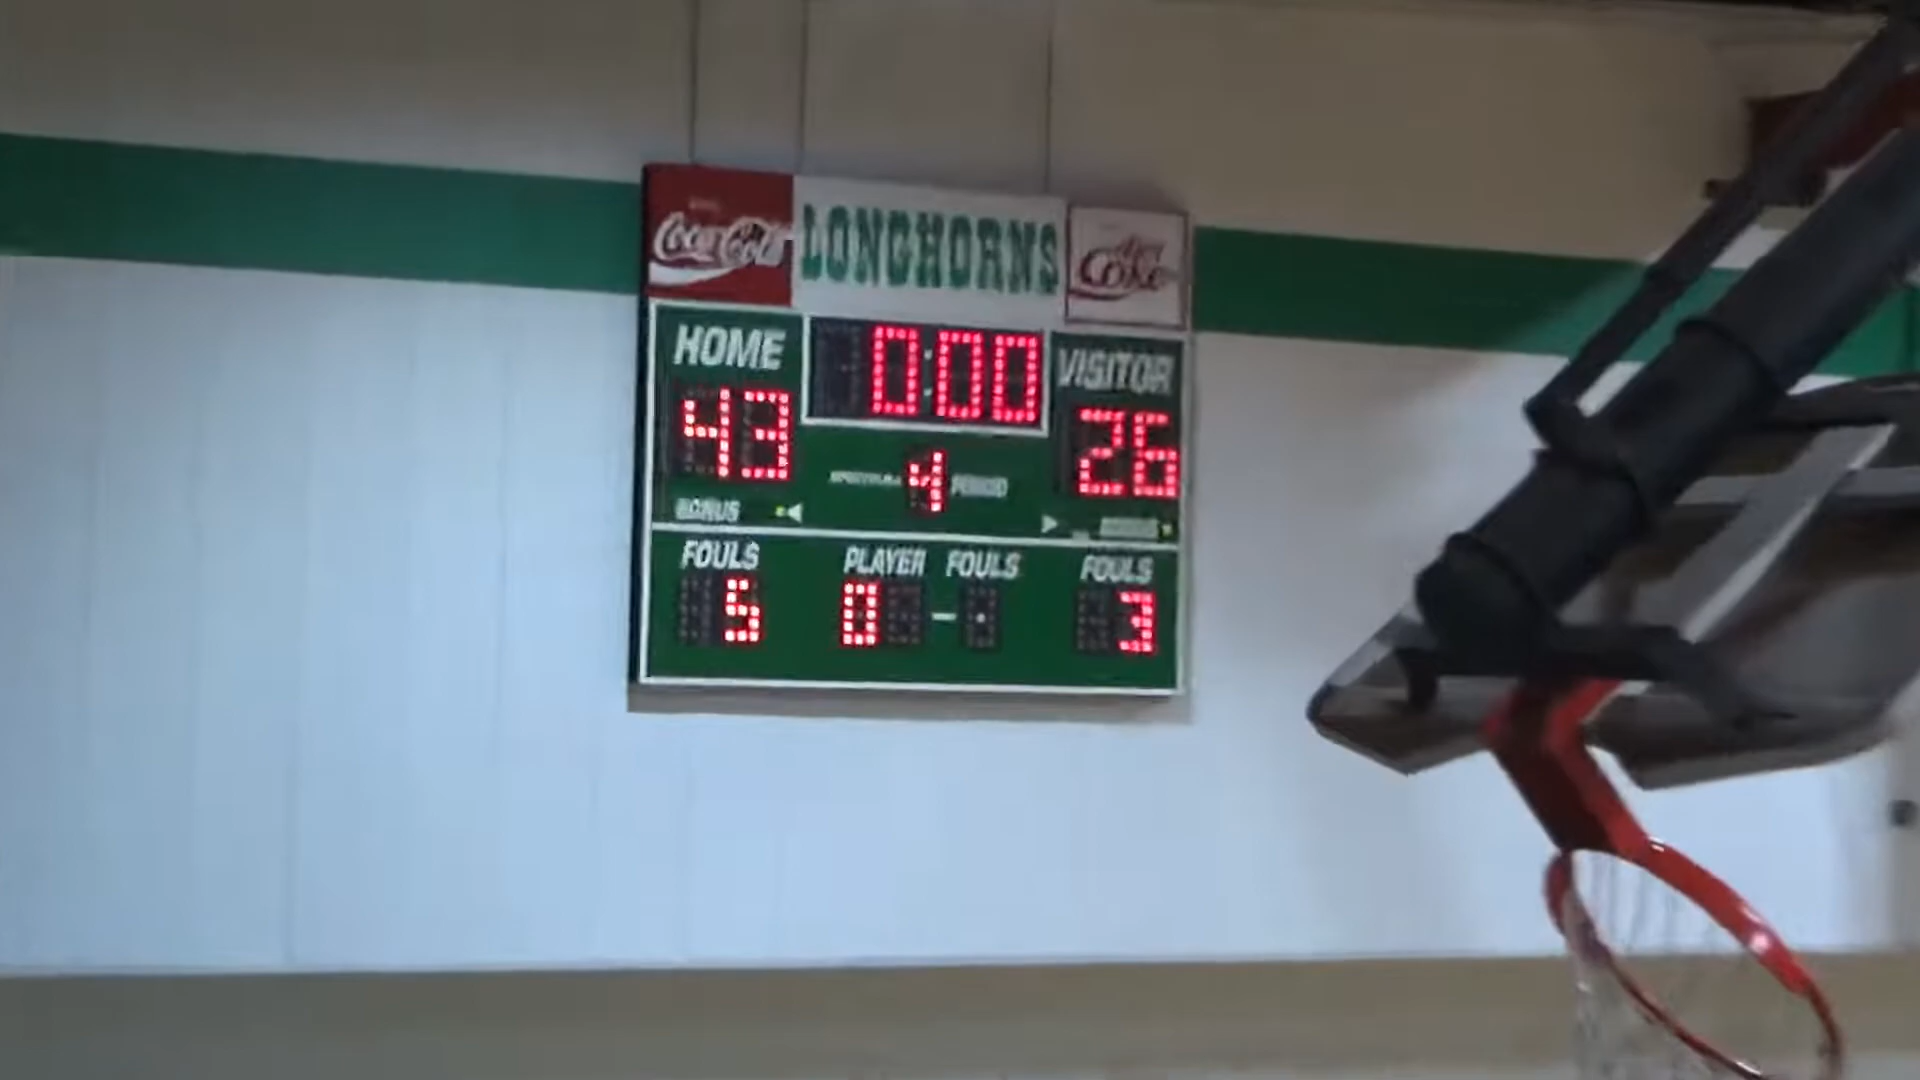 Coca-Cola LONGHORNS Coke
HOME 0:00 VISITOR
43 26
4 PERIOD
BONUS
FOULS PLAYER FOULS FOULS
5 0 - 3